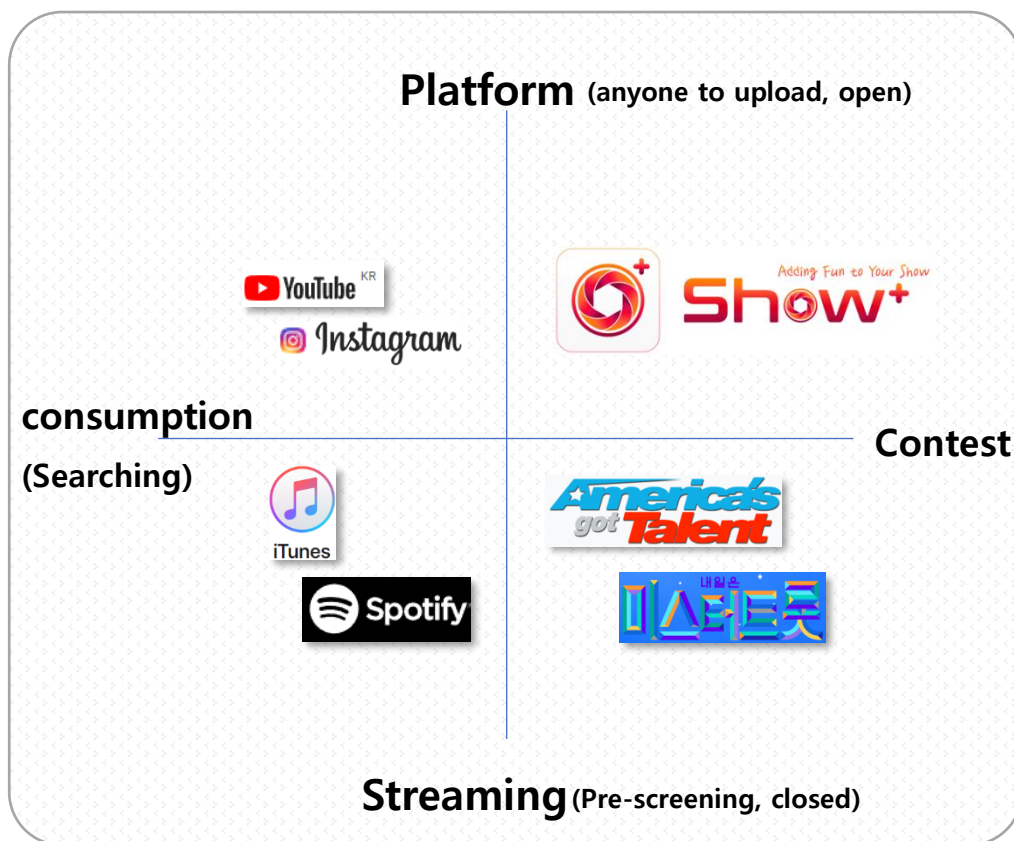 Platform (anyone to upload, open)
YouTube KR
Instagram
Adding Fun to Your Show
Show+
consumption
(Searching)
Contest
iTunes
Spotify
America's
got Talent
내일은
미스터트롯
Streaming (Pre-screening, closed)